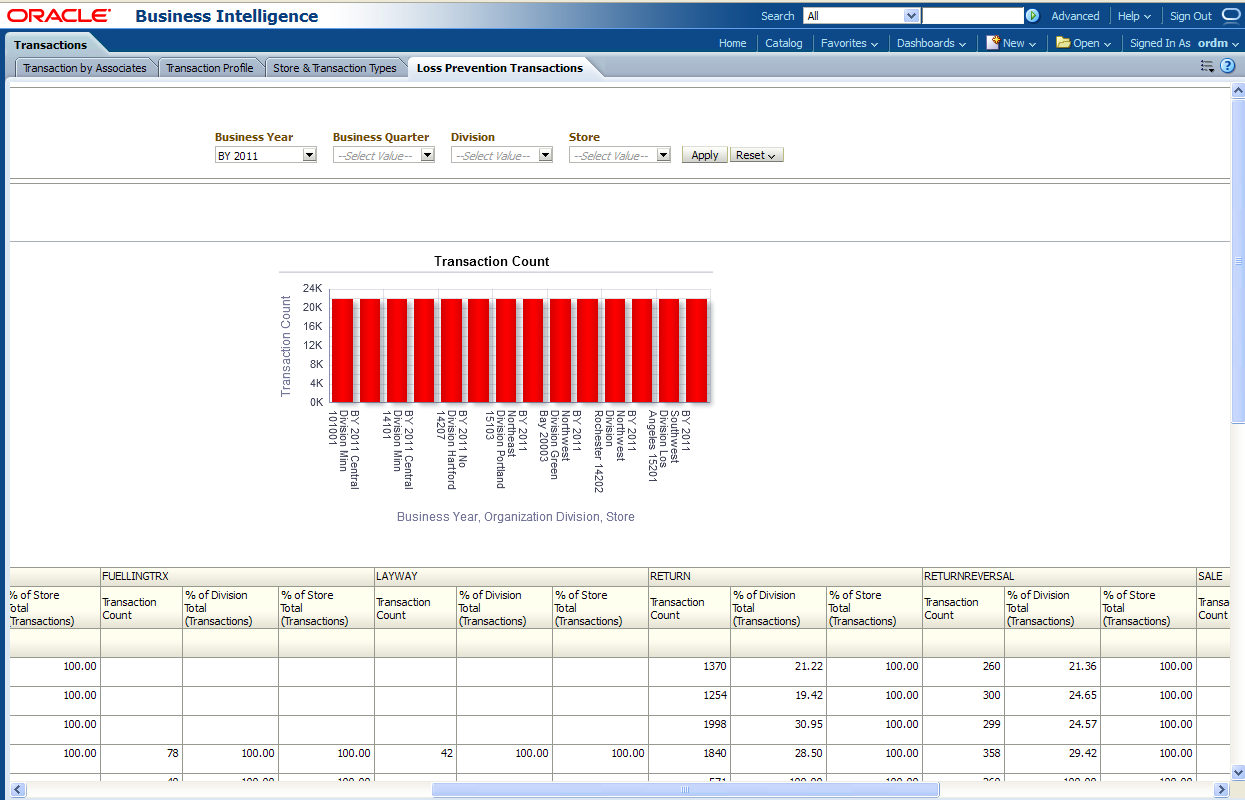 ORACLE Business Intelligence
Search All Advanced Help Sign Out
Transactions
Home Catalog Favorites Dashboards New Open Signed In As ordm
Transaction by Associates Transaction Profile Store & Transaction Types Loss Prevention Transactions
Business Year Business Quarter Division Store
BY 2011 --Select Value-- --Select Value-- --Select Value-- Apply Reset
Transaction Count
Transaction Count
24K
20K
16K
12K
8K
4K
0K
BY 2011 Central
Division Minn
101001
BY 2011 Central
Division Minn
14101
BY 2011 No
Division Hartford
14207
BY 2011
Northeast
Division Portland
15103
BY 2011
Northwest
Division Green
Bay 20003
BY 2011
Northwest
Division
Rochester 14202
BY 2011
Southwest
Division Los
Angeles 15201
Business Year, Organization Division, Store
FUELLINGTRX LAYWAY RETURN RETURNREVERSAL SALE
% of Store Total (Transactions) Transaction Count % of Division Total (Transactions) % of Store Total (Transactions) Transaction Count % of Division Total (Transactions) % of Store Total (Transactions) Transaction Count % of Division Total (Transactions) % of Store Total (Transactions) Transaction Count % of Division Total (Transactions) % of Store Total (Transactions) Transa Count
100.00 1370 21.22 100.00 260 21.36 100.00
100.00 1254 19.42 100.00 300 24.65 100.00
100.00 1998 30.95 100.00 299 24.57 100.00
100.00 78 100.00 100.00 42 100.00 100.00 1840 28.50 100.00 358 29.42 100.00